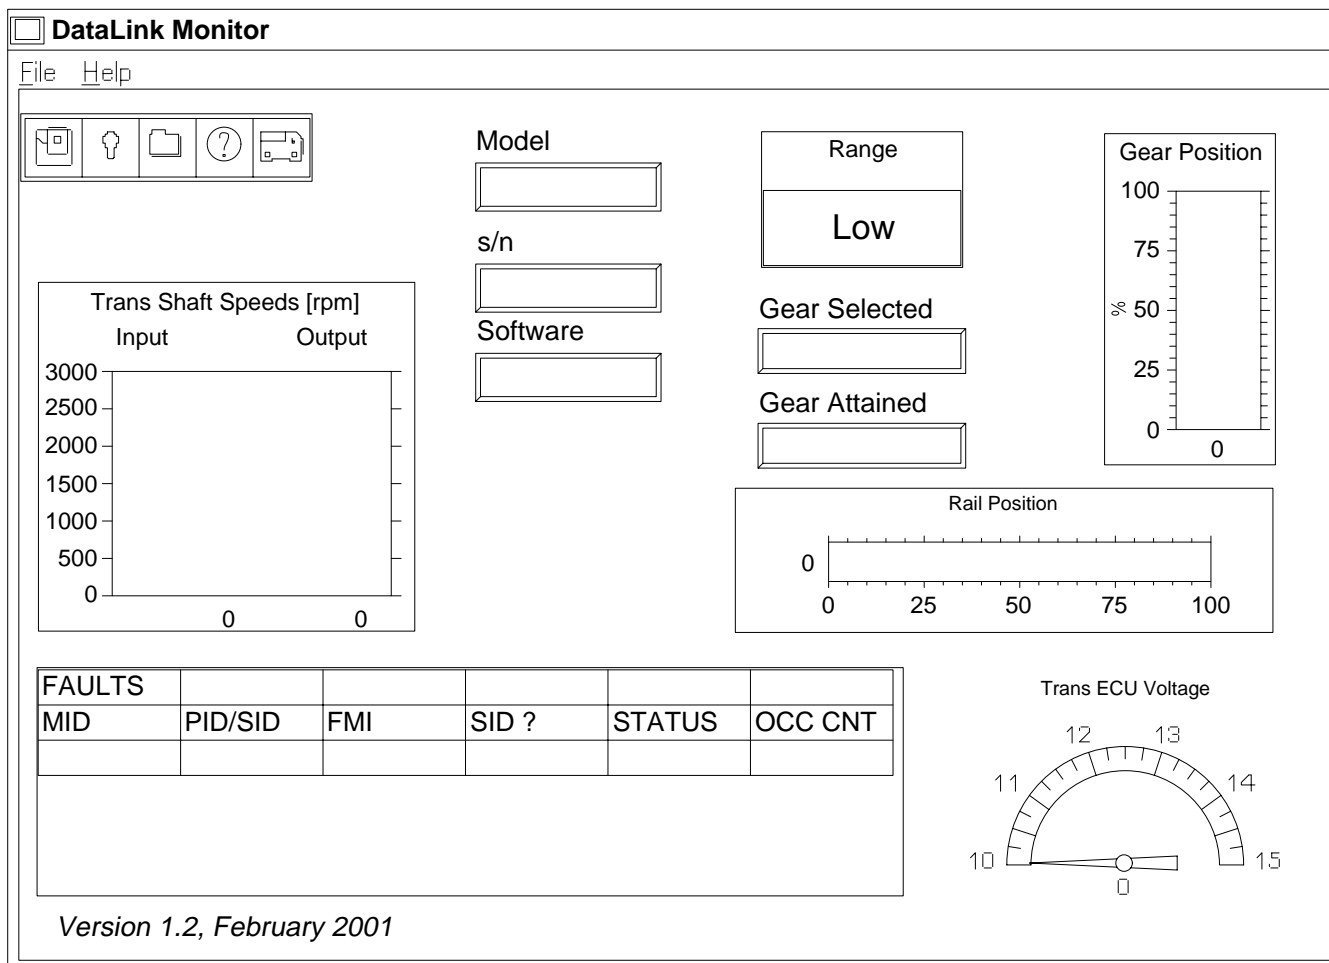 DataLink Monitor
File Help
Model
s/n
Software
Range
Low
Gear Selected
Gear Attained
Gear Position
100
75
% 50
25
0
0
Trans Shaft Speeds [rpm]
Input Output
3000
2500
2000
1500
1000
500
0
0 0
Rail Position
0
0 25 50 75 100
FAULTS
MID PID/SID FMI SID ? STATUS OCC CNT
Trans ECU Voltage
10 11 12 13 14 15
0
Version 1.2, February 2001